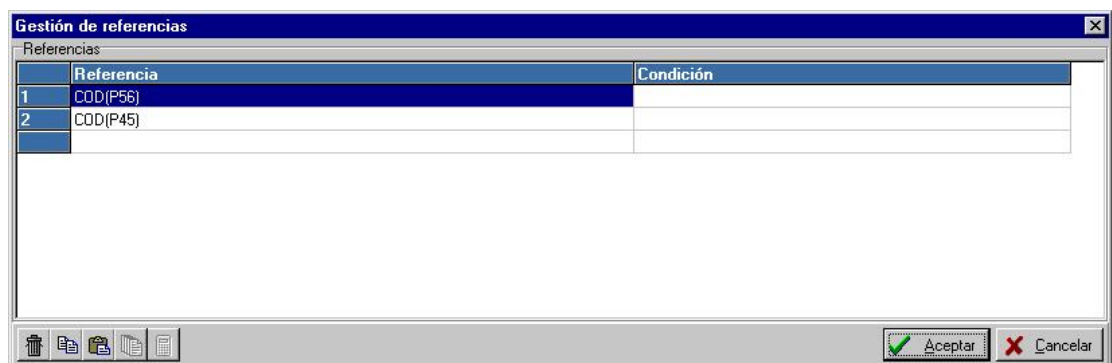 Gestión de referencias
Referencias
Referencia Condición
1 COD(P56)
2 COD(P45)
Aceptar Cancelar